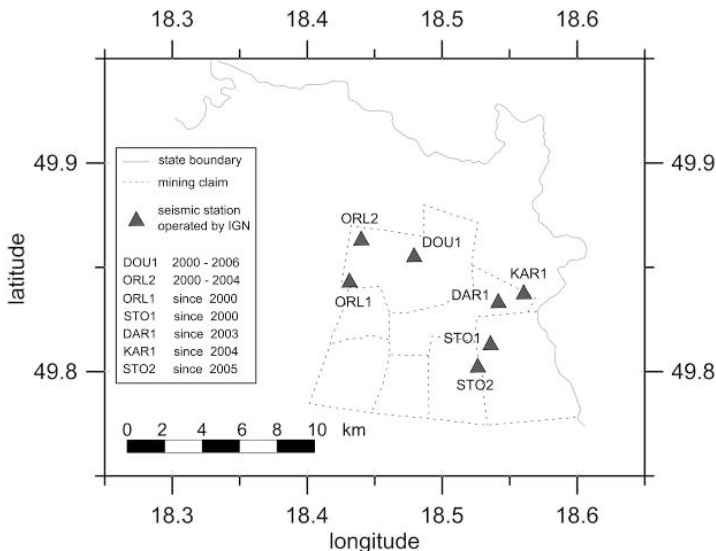 18.3 18.4 18.5 18.6
49.9 49.9
state boundary
mining claim
seismic station
operated by IGN
ORL2
DOU1
DOU1 2000 - 2006
ORL2 2000 - 2004
ORL1 since 2000
STO1 since 2000
DAR1 since 2003
KAR1 since 2004
STO2 since 2005
KAR1
ORL1
DAR1
STO1
STO2
latitude
49.8 49.8
0 2 4 6 8 10 km
18.3 18.4 18.5 18.6
longitude